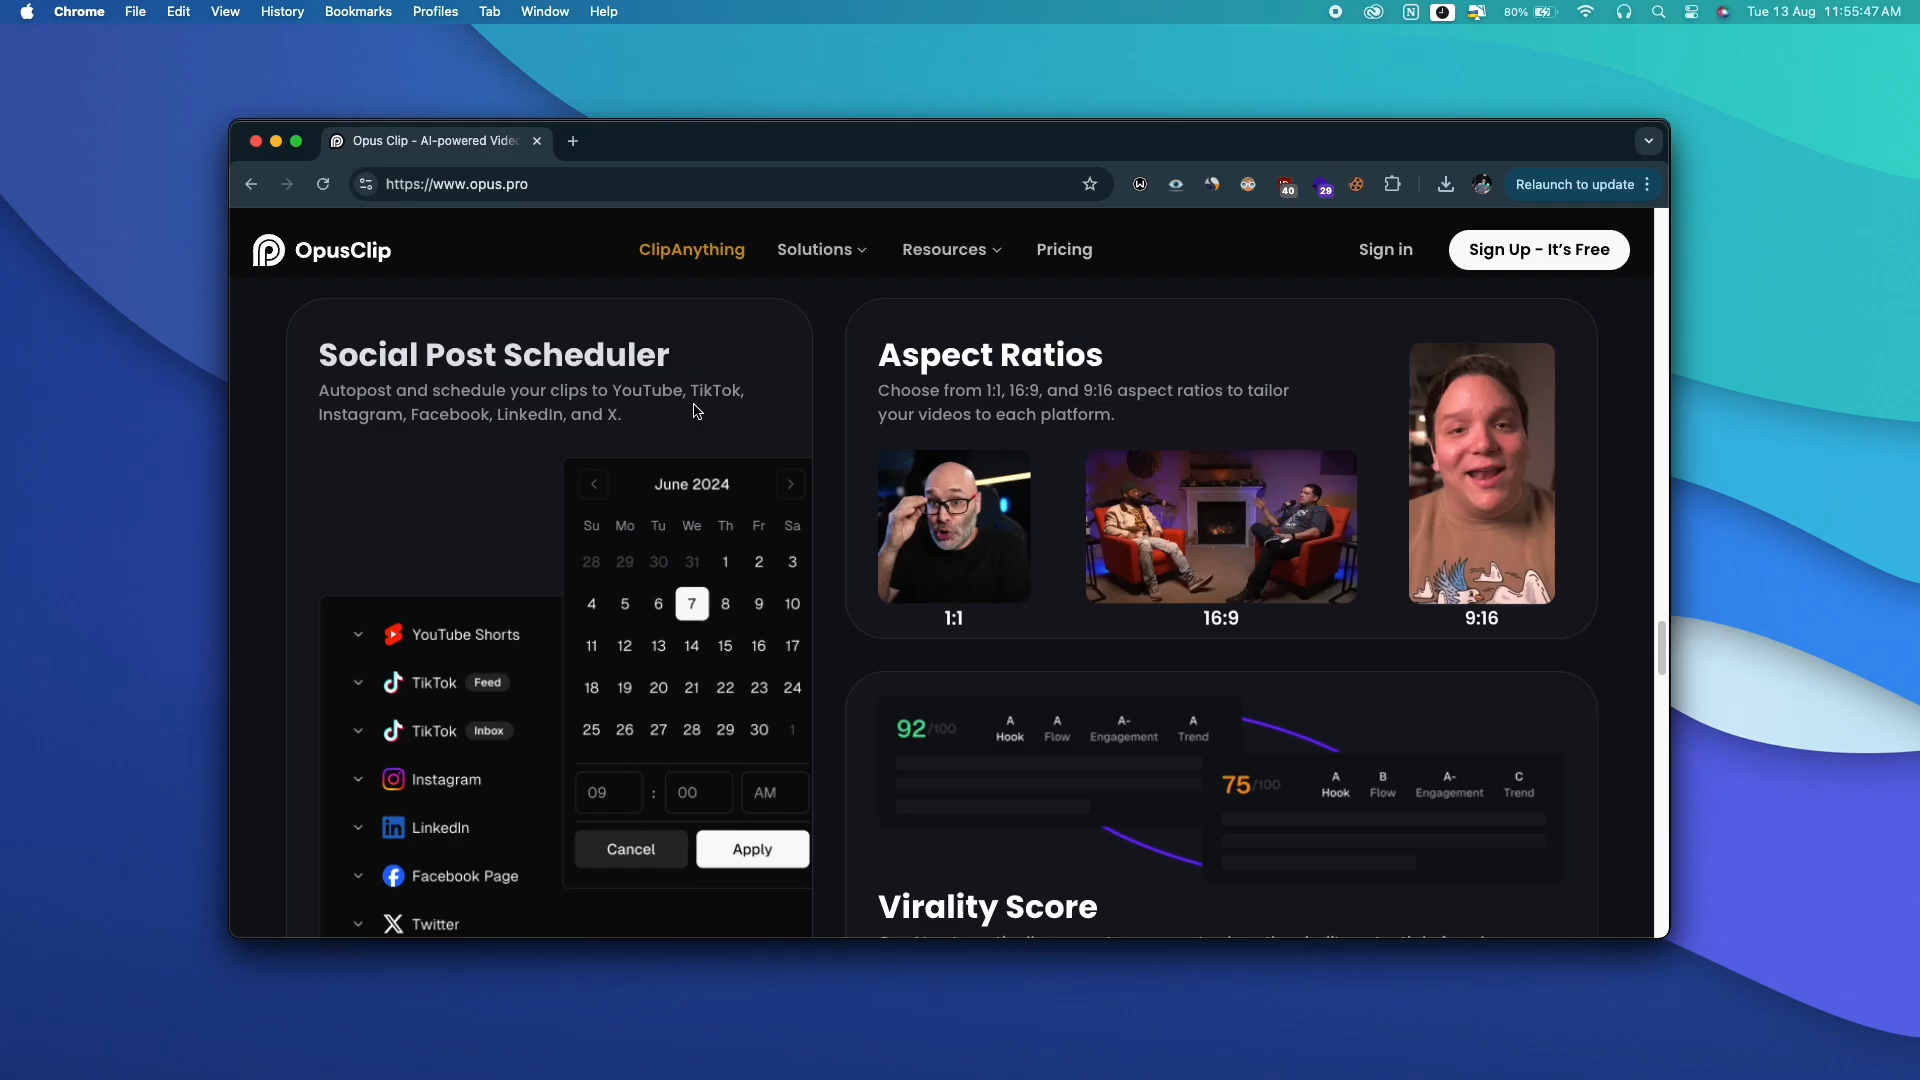 Chrome File Edit View History Bookmarks Profiles Tab Window Help
80% Tue 13 Aug 11:55:47 AM
Opus Clip - AI-powered Vide
https://www.opus.pro
40
29
Relaunch to update
OpusClip
ClipAnything Solutions Resources Pricing
Sign in
Sign Up - It's Free
Social Post Scheduler
Autopost and schedule your clips to YouTube, TikTok,
Instagram, Facebook, LinkedIn, and X.
June 2024
Su Mo Tu We Th Fr Sa
28 29 30 31 1 2 3
4 5 6 7 8 9 10
11 12 13 14 15 16 17
18 19 20 21 22 23 24
25 26 27 28 29 30 1
09 : 00 AM
Cancel Apply
YouTube Shorts
TikTok Feed
TikTok Inbox
Instagram
LinkedIn
Facebook Page
Twitter
Aspect Ratios
Choose from 1:1, 16:9, and 9:16 aspect ratios to tailor
your videos to each platform.
1:1
16:9
9:16
92/100
A A A- A
Hook Flow Engagement Trend
75/100
A B A- C
Hook Flow Engagement Trend
Virality Score